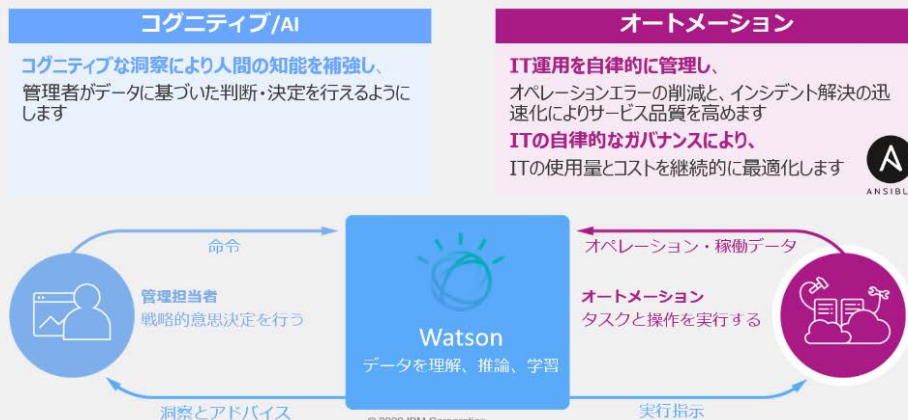 コグニティブ/AI
コグニティブな洞察により人間の知能を補強し、
管理者がデータに基づいた判断・決定を行えるように
します
オートメーション
IT運用を自律的に管理し、
オペレーションエラーの削減と、インシデント解決の迅
速化によりサービス品質を高めます
ITの自律的なガバナンスにより、
ITの使用量とコストを継続的に最適化します
A
ANSIBL
命令
管理担当者
戦略的意思決定を行う
洞察とアドバイス
Watson
データを理解、推論、学習
オペレーション・稼働データ
オートメーション
タスクと操作を実行する
実行指示